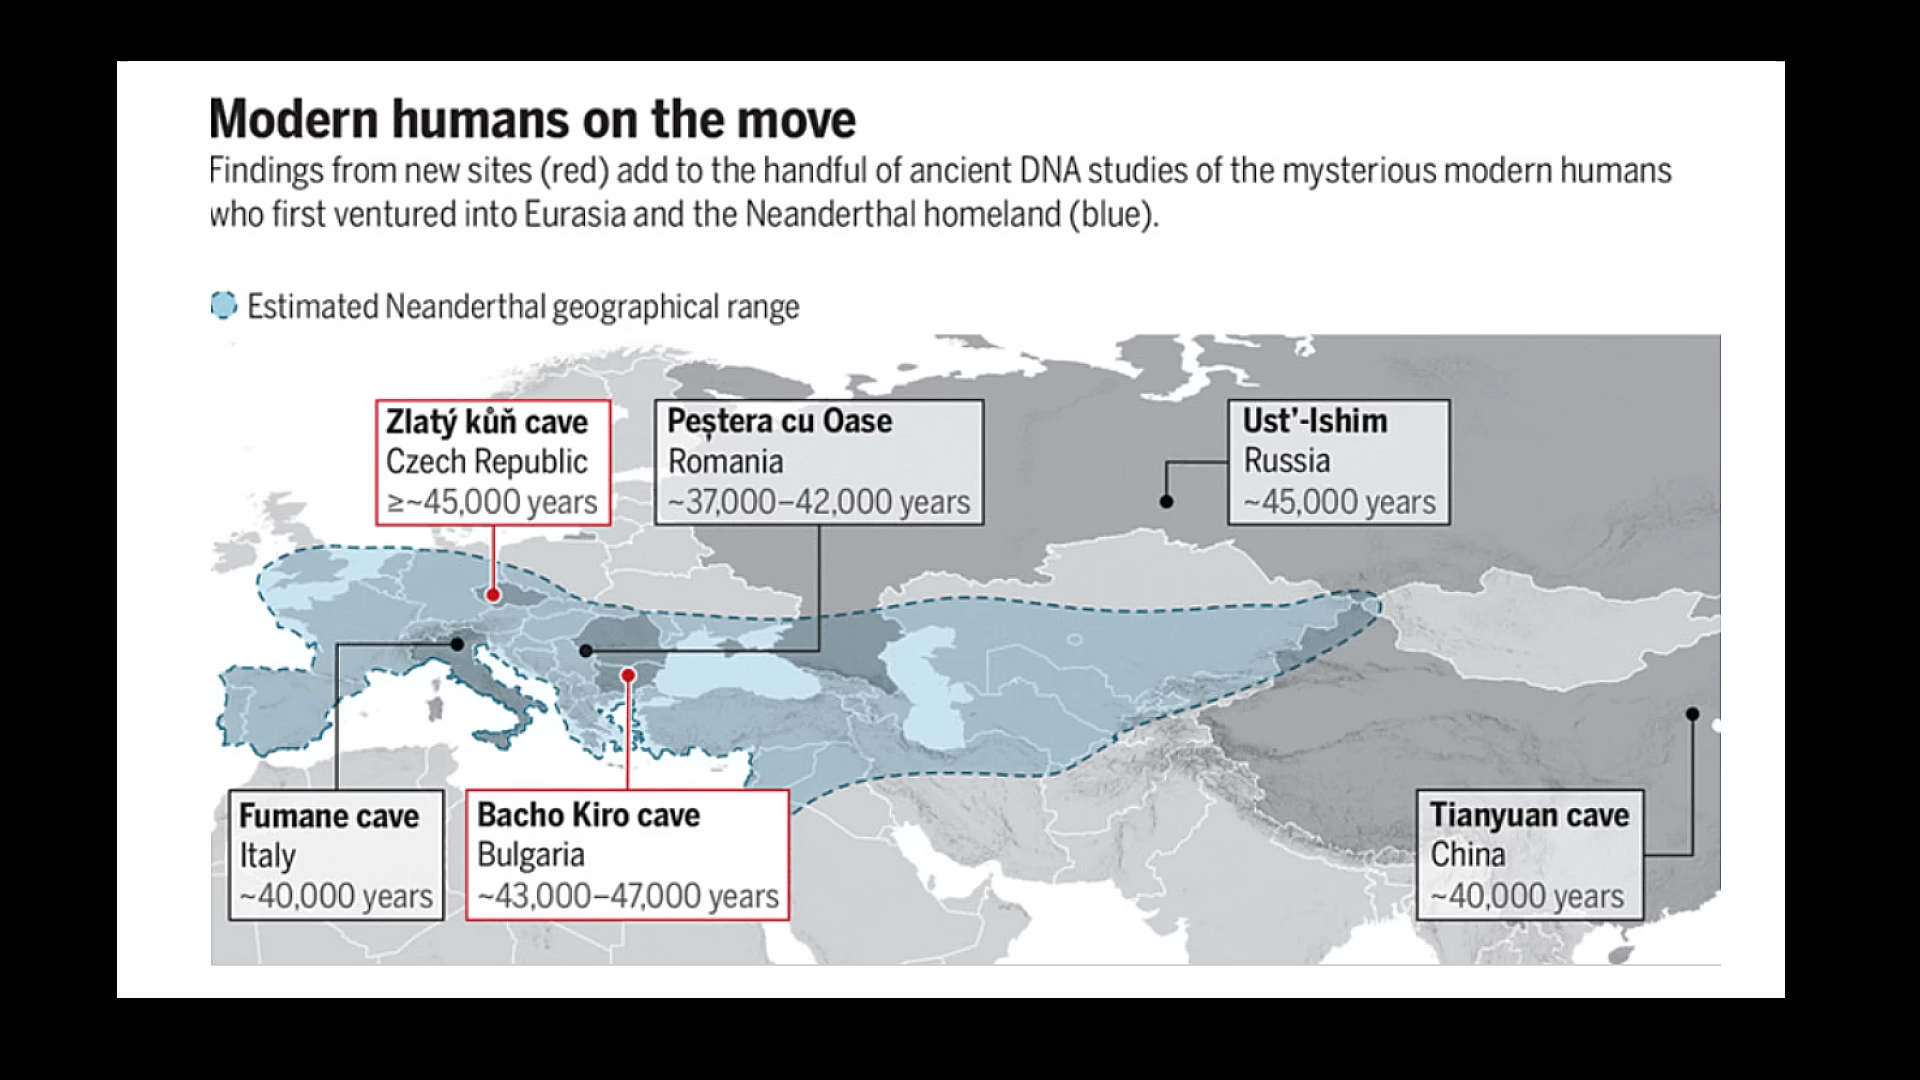 Modern humans on the move
Findings from new sites (red) add to the handful of ancient DNA studies of the mysterious modern humans
who first ventured into Eurasia and the Neanderthal homeland (blue).
Estimated Neanderthal geographical range
Zlatý kůň cave
Czech Republic
≥~45,000 years
Peștera cu Oase
Romania
~37,000–42,000 years
Ust’-Ishim
Russia
~45,000 years
Fumane cave
Italy
~40,000 years
Bacho Kiro cave
Bulgaria
~43,000–47,000 years
Tianyuan cave
China
~40,000 years